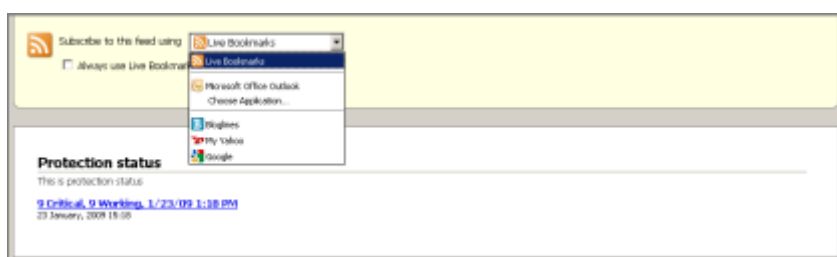 Subscribe to this feed using Live Bookmarks
Always use Live Bookmar
Live Bookmarks
Microsoft Office Outlook
Choose Application...
Bloglines
My Yahoo
Google
Protection status
This is protection status
9 Critical, 9 Working, 1/23/09 1:18 PM
23 January, 2009 15:18